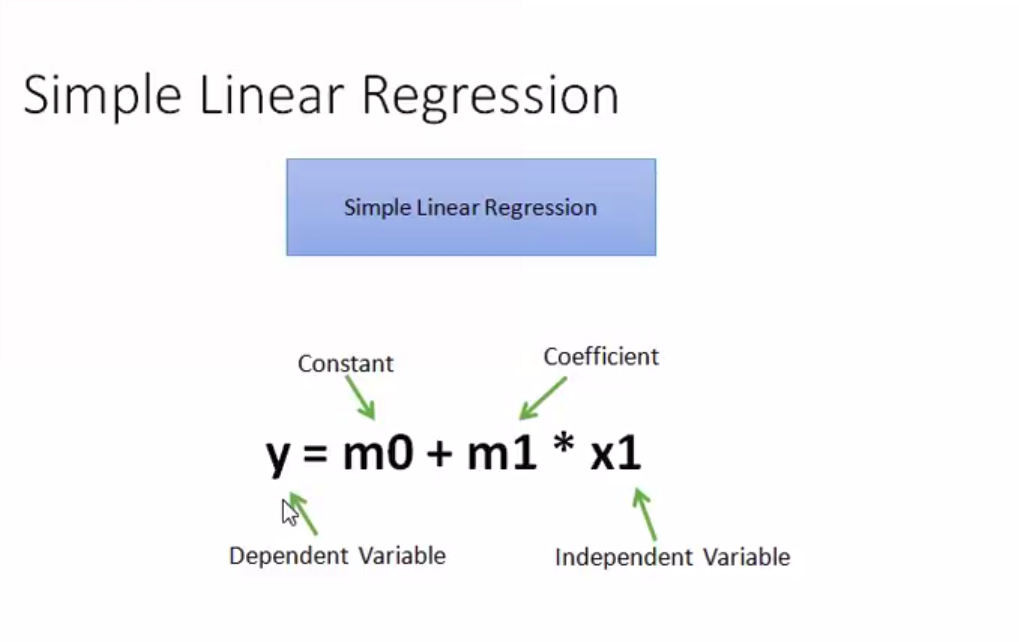 Simple Linear Regression
Simple Linear Regression
Constant
Coefficient
y = m0 + m1 * x1
Dependent Variable
Independent Variable